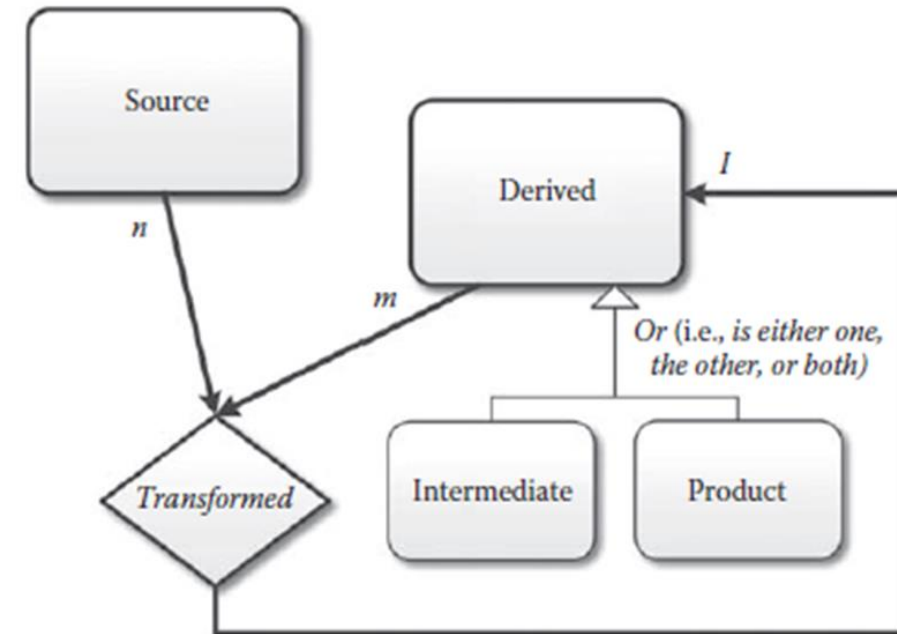 Source
Derived
I
n
m
Or (i.e., is either one,
the other, or both)
Transformed
Intermediate
Product